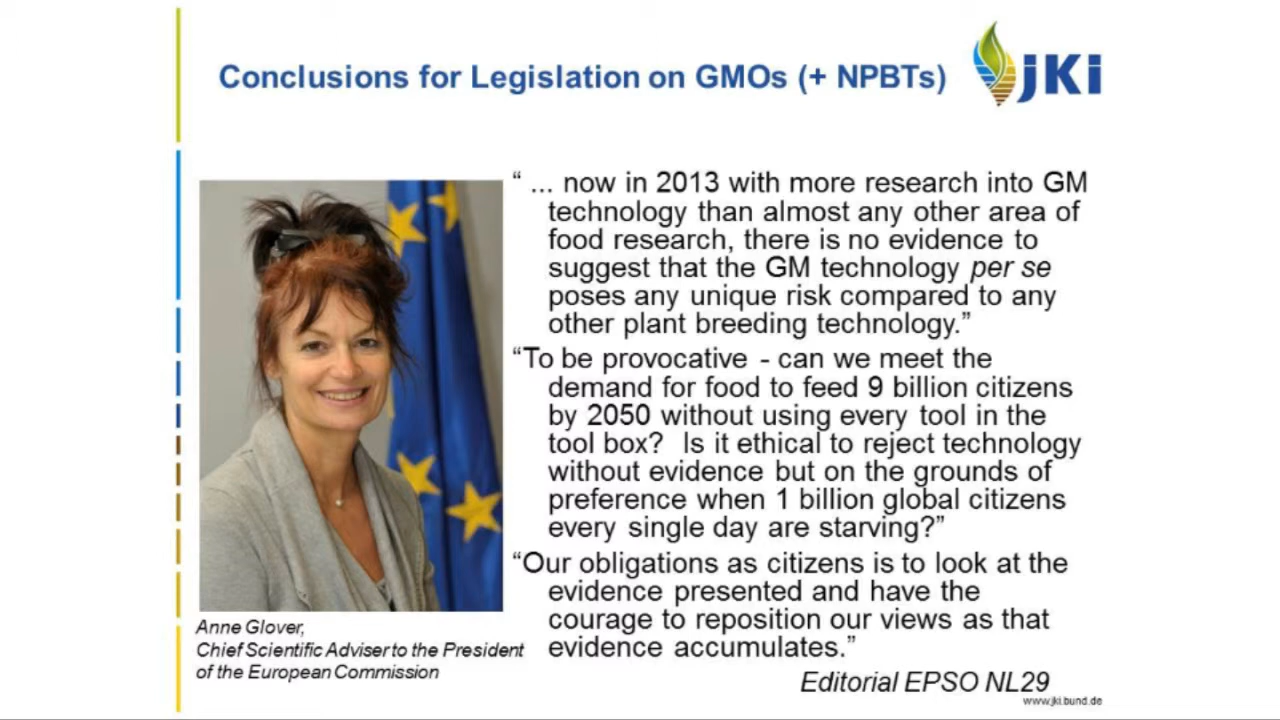 Conclusions for Legislation on GMOs (+ NPBTs)
JKi
“ ... now in 2013 with more research into GM
technology than almost any other area of
food research, there is no evidence to
suggest that the GM technology per se
poses any unique risk compared to any
other plant breeding technology.”
“To be provocative - can we meet the
demand for food to feed 9 billion citizens
by 2050 without using every tool in the
tool box? Is it ethical to reject technology
without evidence but on the grounds of
preference when 1 billion global citizens
every single day are starving?”
“Our obligations as citizens is to look at the
evidence presented and have the
courage to reposition our views as that
evidence accumulates.”
Editorial EPSO NL29
Anne Glover,
Chief Scientific Adviser to the President
of the European Commission
www.jki.bund.de